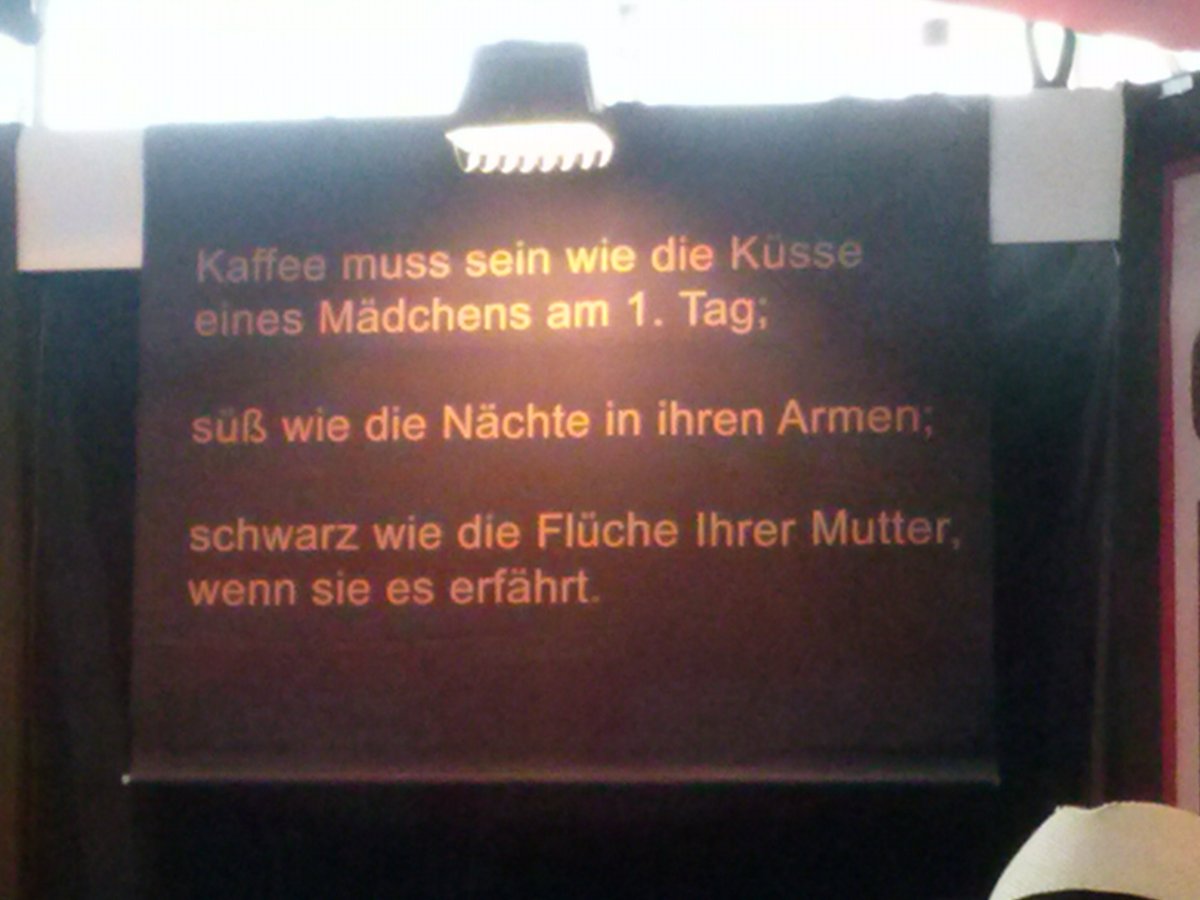 Kaffee muss sein wie die Küsse
eines Mädchens am 1. Tag;
süß wie die Nächte in ihren Armen;
schwarz wie die Flüche Ihrer Mutter,
wenn sie es erfährt.